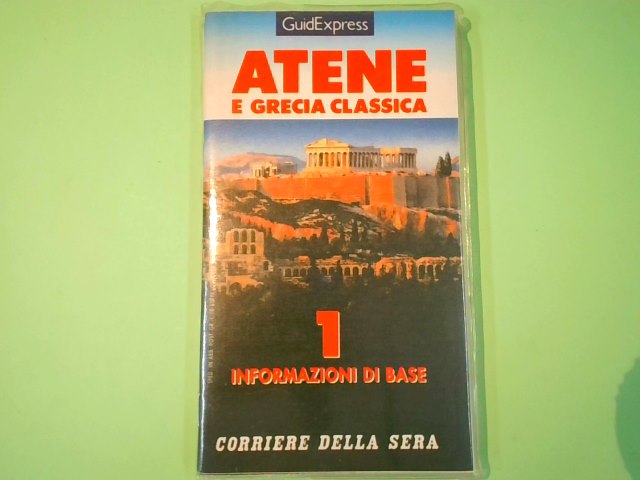 GuidExpress
ATENE
E GRECIA CLASSICA
1
INFORMAZIONI DI BASE
CORRIERE DELLA SERA